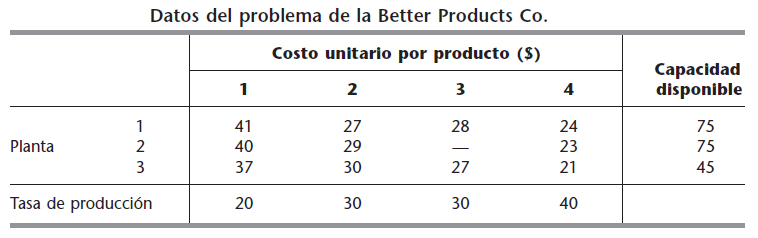 Datos del problema de la Better Products Co.
Costo unitario por producto ($)
Capacidad disponible
1 2 3 4
Planta
1 41 27 28 24 75
2 40 29 — 23 75
3 37 30 27 21 45
Tasa de producción 20 30 30 40